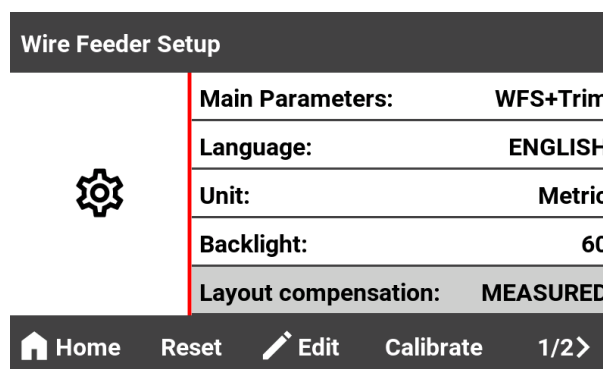 Wire Feeder Setup
Main Parameters: WFS+Trim
Language: ENGLISH
Unit: Metric
Backlight: 60
Layout compensation: MEASURED
Home Reset Edit Calibrate 1/2>